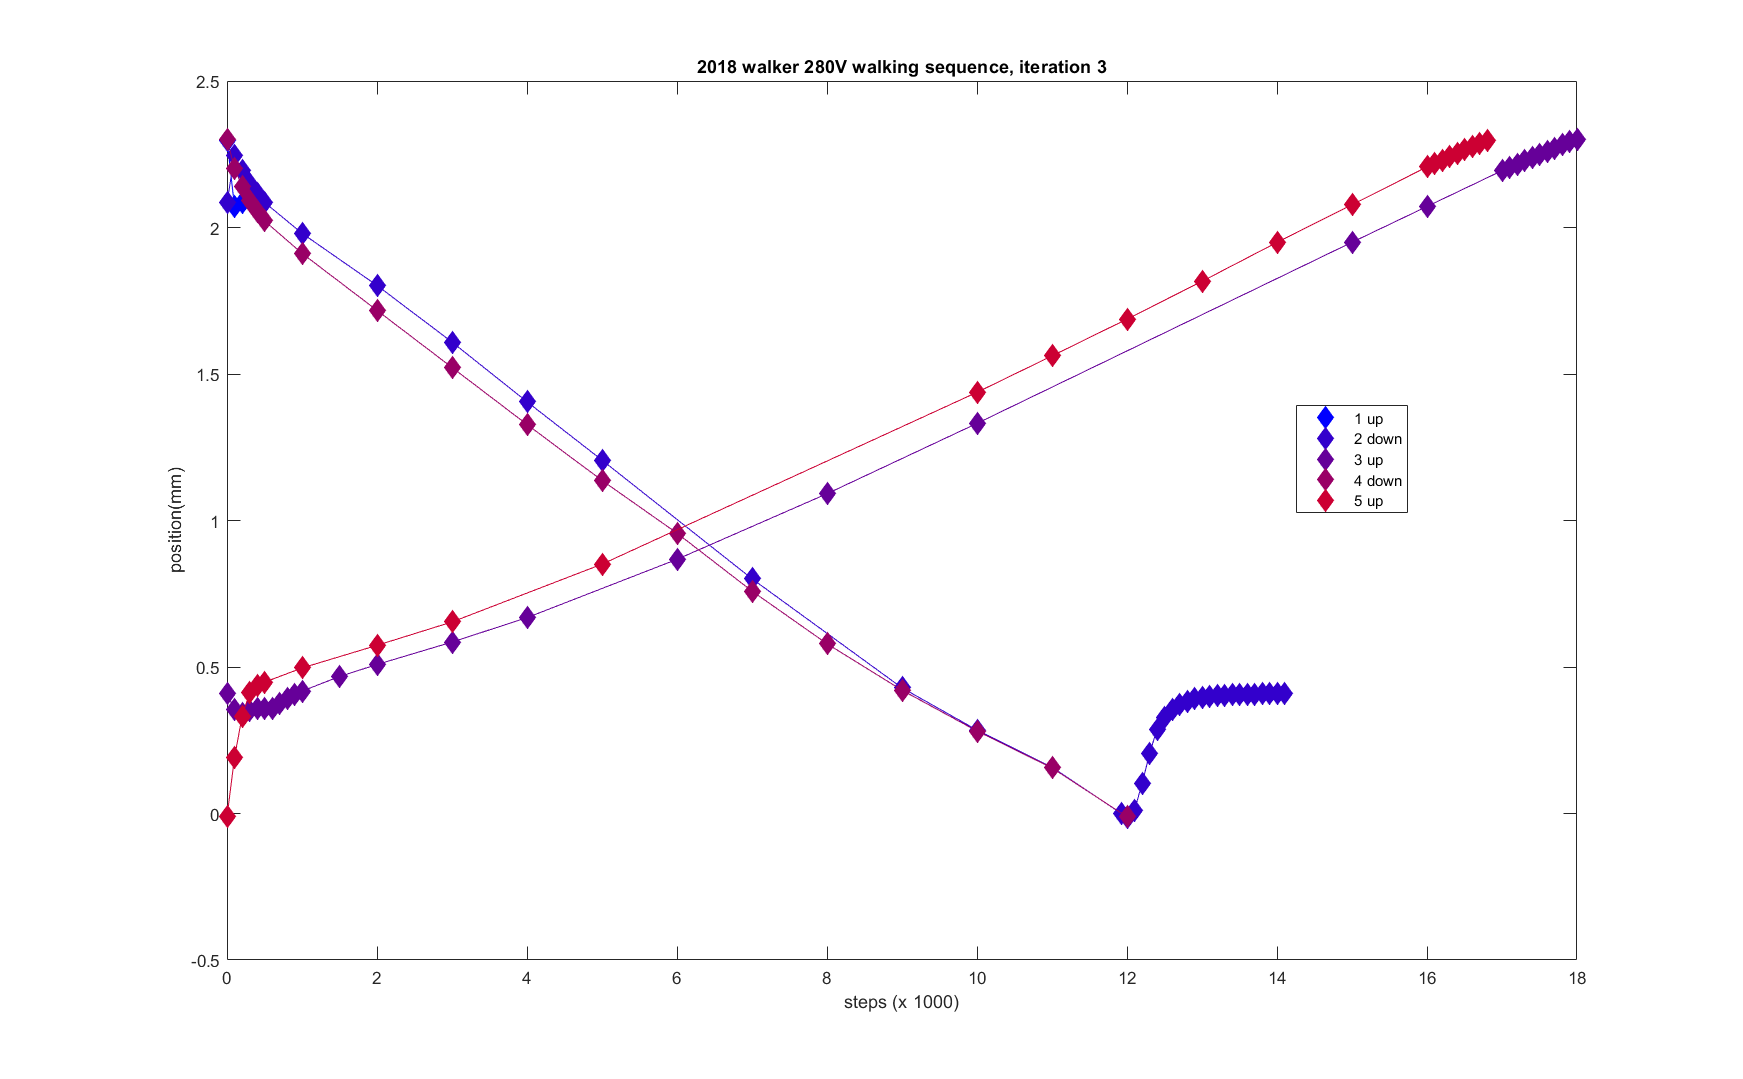 2018 walker 280V walking sequence, iteration 3
2.5
2
1.5
1
0.5
0
-0.5
position(mm)
0 2 4 6 8 10 12 14 16 18
steps (x 1000)
1 up
2 down
3 up
4 down
5 up